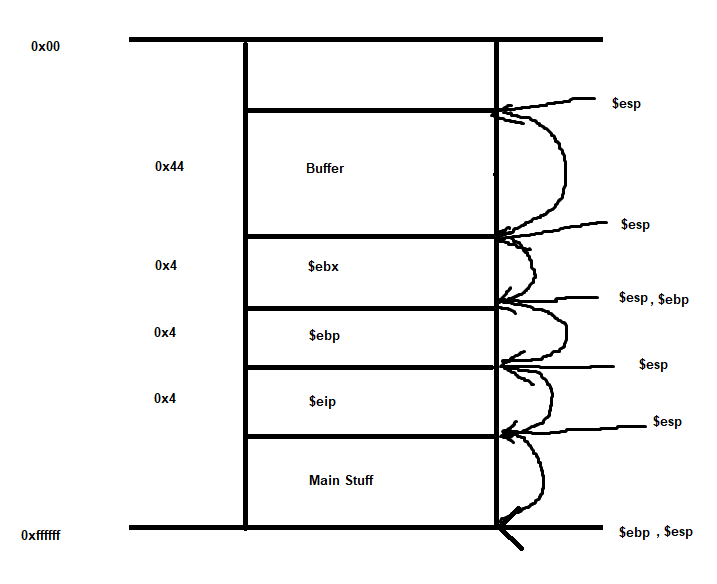 0x00
$esp
0x44 Buffer
$esp
0x4 $ebx
$esp , $ebp
0x4 $ebp
$esp
0x4 $eip
$esp
Main Stuff
0xffffff $ebp , $esp